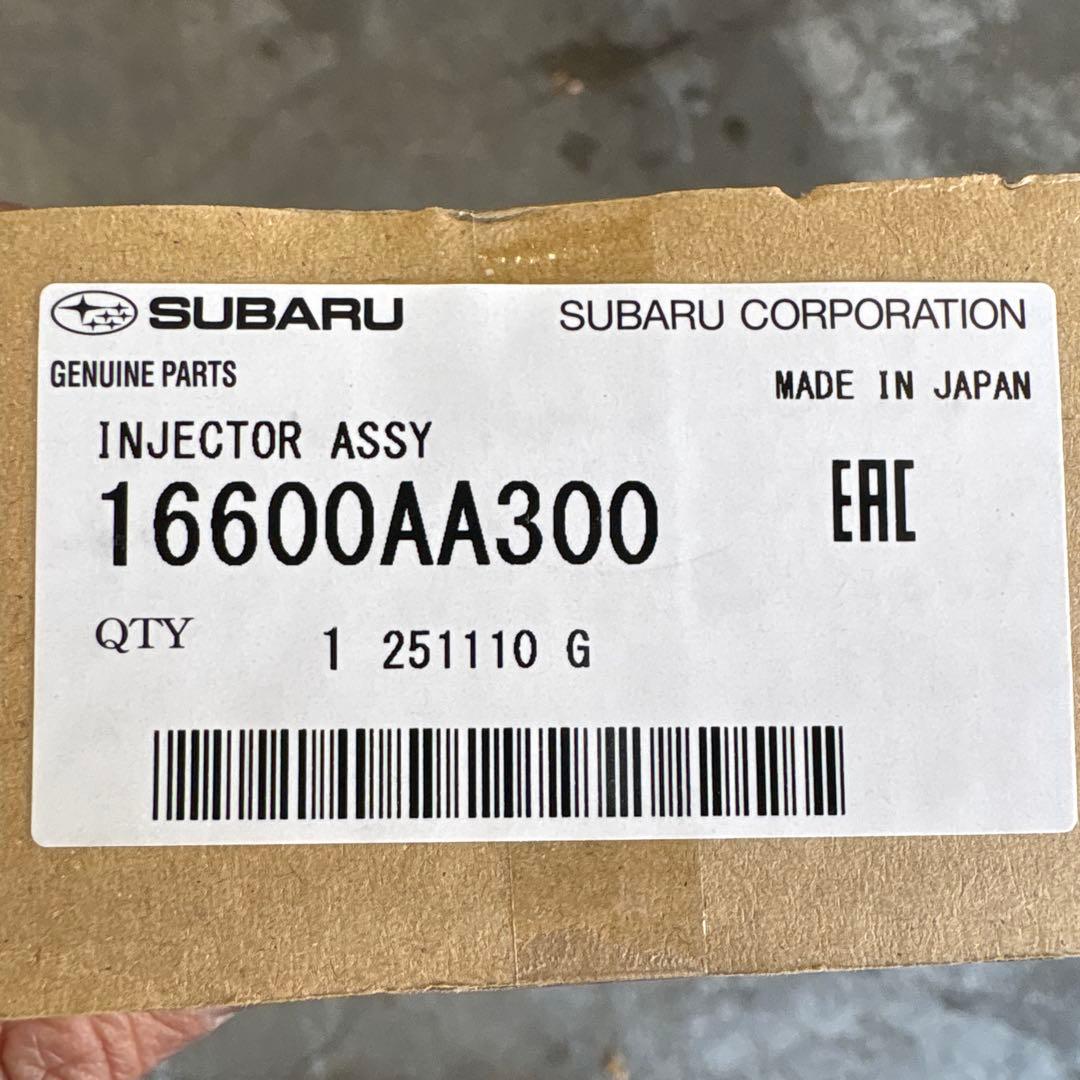 SUBARU SUBARU CORPORATION
GENUINE PARTS
MADE IN JAPAN
INJECTOR ASSY
16600AA300
EAC
QTY 1 251110 G